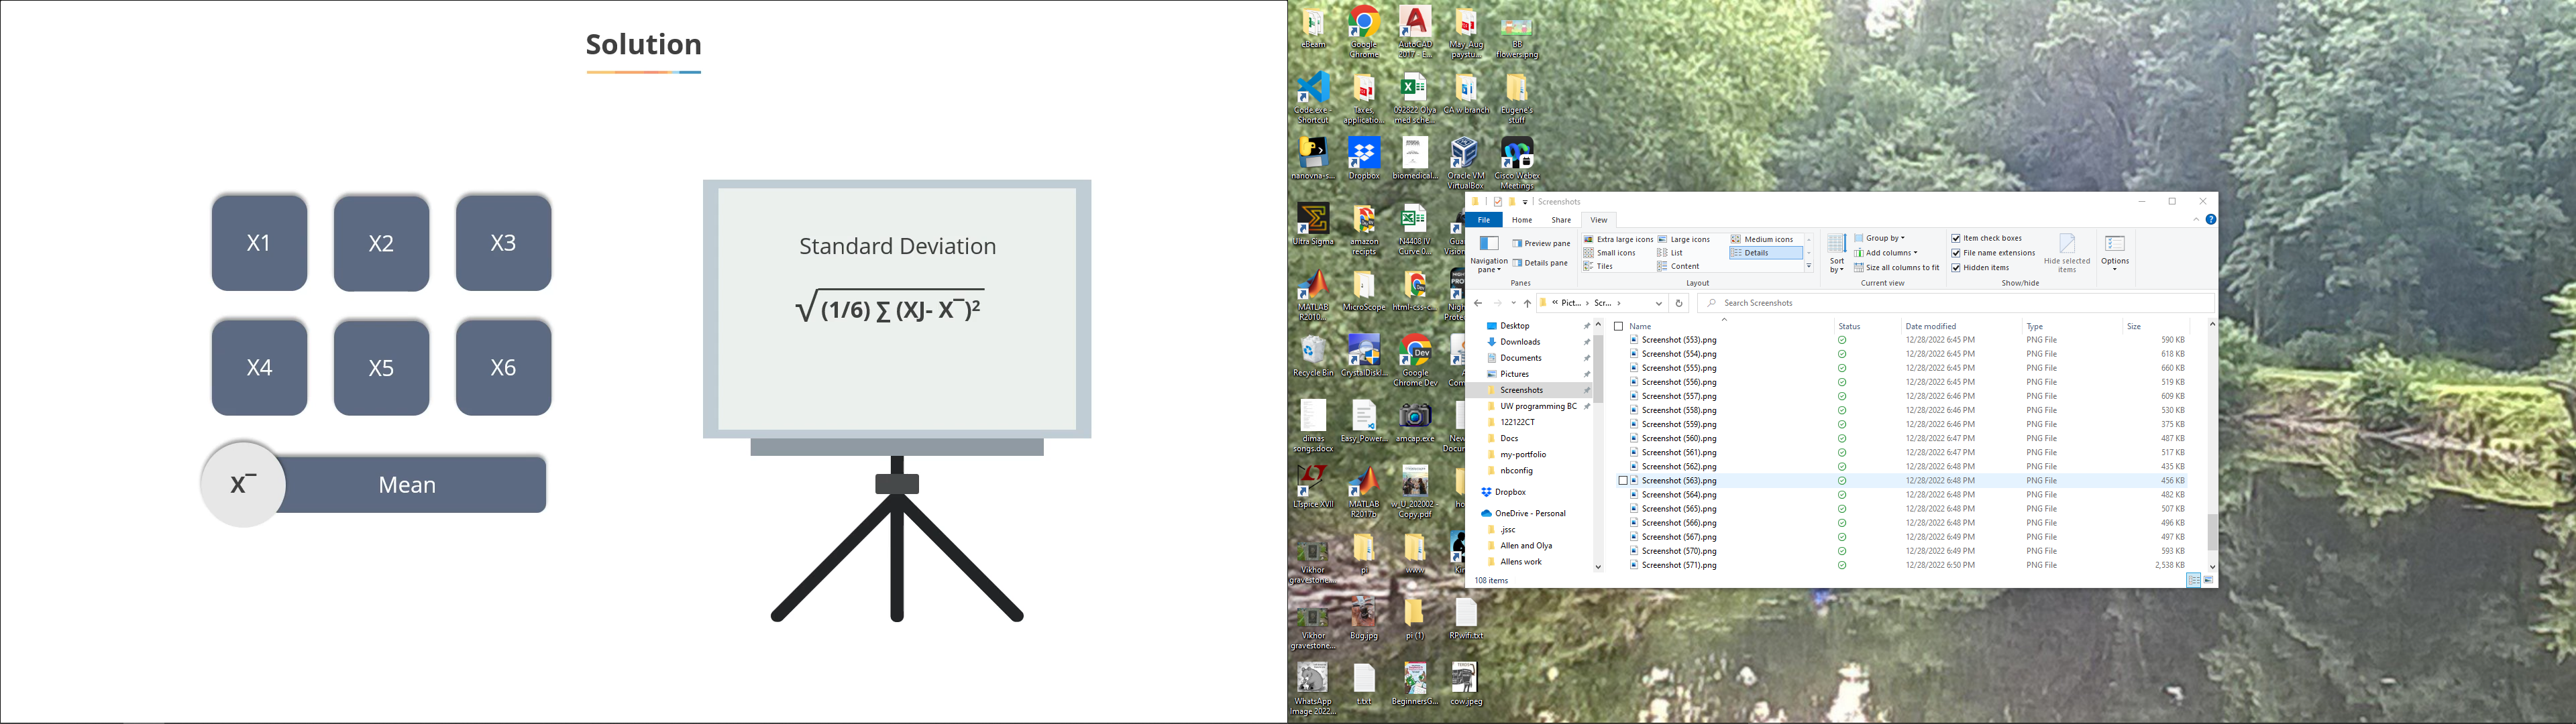 Solution
X1
X2
X3
X4
X5
X6
X¯
Mean
Standard Deviation
√(1/6) ∑ (XJ- X¯)²
eBeam
Google Chrome
AutoCAD 2017 - E...
May_Aug paystu...
BB flowers.png
Code.exe - Shortcut
Taxes, applicatio...
092822 Olya med sche...
CA w branch
Eugene's stuff
nanovna-s...
Dropbox
biomedical...
Oracle VM VirtualBox
Cisco Webex Meetings
Ultra Sigma
amazon recipts
N4408 IV Curve 0...
MATLAB R2010...
MicroScope
html-css-c...
Recycle Bin
CrystalDiskI...
Google Chrome Dev
dimas songs.docx
Easy_Power...
amcap.exe
LTspice XVII
MATLAB R2017b
w_U_202002 - Copy.pdf
Vikhor gravestone...
pi
www
Vikhor gravestone...
Bug.jpg
pi (1)
RPwifi.txt
WhatsApp Image 2022...
t.txt
BeginnersG...
cow.jpeg
Screenshots
File
Home
Share
View
Navigation pane
Preview pane
Details pane
Panes
Extra large icons
Large icons
Medium icons
Small icons
List
Details
Tiles
Content
Layout
Sort by
Group by
Add columns
Size all columns to fit
Current view
Item check boxes
File name extensions
Hidden items
Hide selected items
Show/hide
Options
« Pict... › Scr... ›
Search Screenshots
Desktop
Downloads
Documents
Pictures
Screenshots
UW programming BC
122122CT
Docs
my-portfolio
nbconfig
Dropbox
OneDrive - Personal
.jssc
Allen and Olya
Allens work
Name Status Date modified Type Size
Screenshot (553).png 12/28/2022 6:45 PM PNG File 590 KB
Screenshot (554).png 12/28/2022 6:45 PM PNG File 618 KB
Screenshot (555).png 12/28/2022 6:45 PM PNG File 660 KB
Screenshot (556).png 12/28/2022 6:45 PM PNG File 519 KB
Screenshot (557).png 12/28/2022 6:46 PM PNG File 609 KB
Screenshot (558).png 12/28/2022 6:46 PM PNG File 530 KB
Screenshot (559).png 12/28/2022 6:46 PM PNG File 375 KB
Screenshot (560).png 12/28/2022 6:47 PM PNG File 487 KB
Screenshot (561).png 12/28/2022 6:47 PM PNG File 517 KB
Screenshot (562).png 12/28/2022 6:48 PM PNG File 435 KB
Screenshot (563).png 12/28/2022 6:48 PM PNG File 456 KB
Screenshot (564).png 12/28/2022 6:48 PM PNG File 482 KB
Screenshot (565).png 12/28/2022 6:48 PM PNG File 507 KB
Screenshot (566).png 12/28/2022 6:48 PM PNG File 496 KB
Screenshot (567).png 12/28/2022 6:49 PM PNG File 497 KB
Screenshot (570).png 12/28/2022 6:49 PM PNG File 593 KB
Screenshot (571).png 12/28/2022 6:50 PM PNG File 2,538 KB
108 items